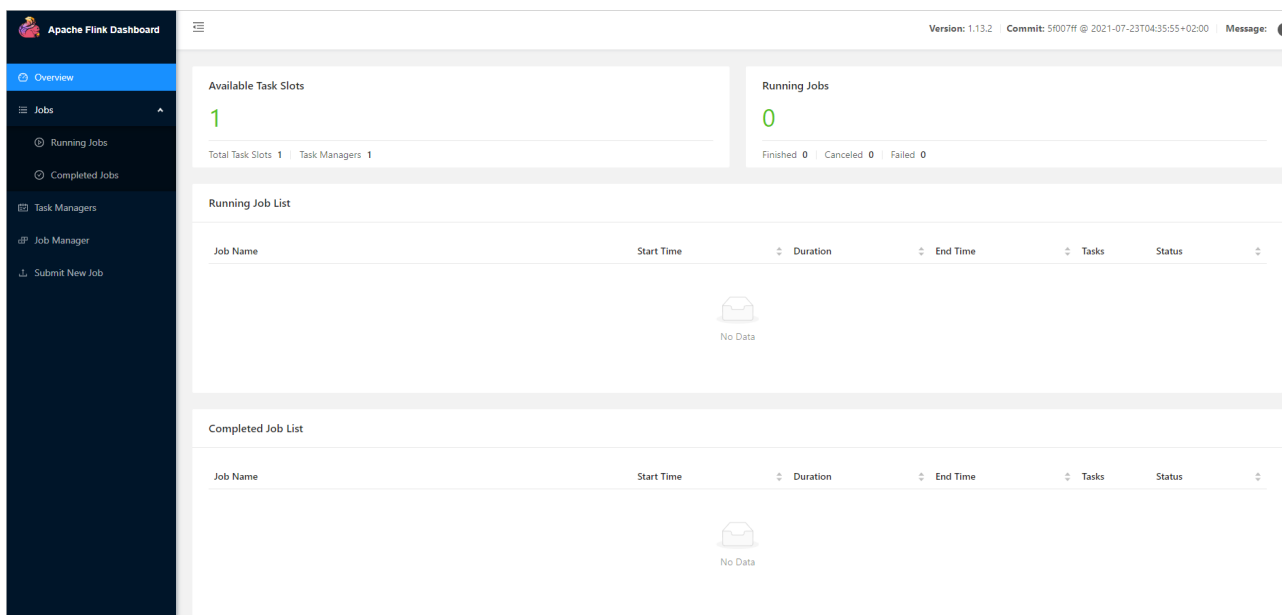 Apache Flink Dashboard
Version: 1.13.2 Commit: 5f007ff @ 2021-07-23T04:35:55+02:00 Message:
Overview
Jobs
Running Jobs
Completed Jobs
Task Managers
Job Manager
Submit New Job
Available Task Slots
1
Total Task Slots 1 Task Managers 1
Running Jobs
0
Finished 0 Canceled 0 Failed 0
Running Job List
Job Name Start Time Duration End Time Tasks Status
No Data
Completed Job List
Job Name Start Time Duration End Time Tasks Status
No Data